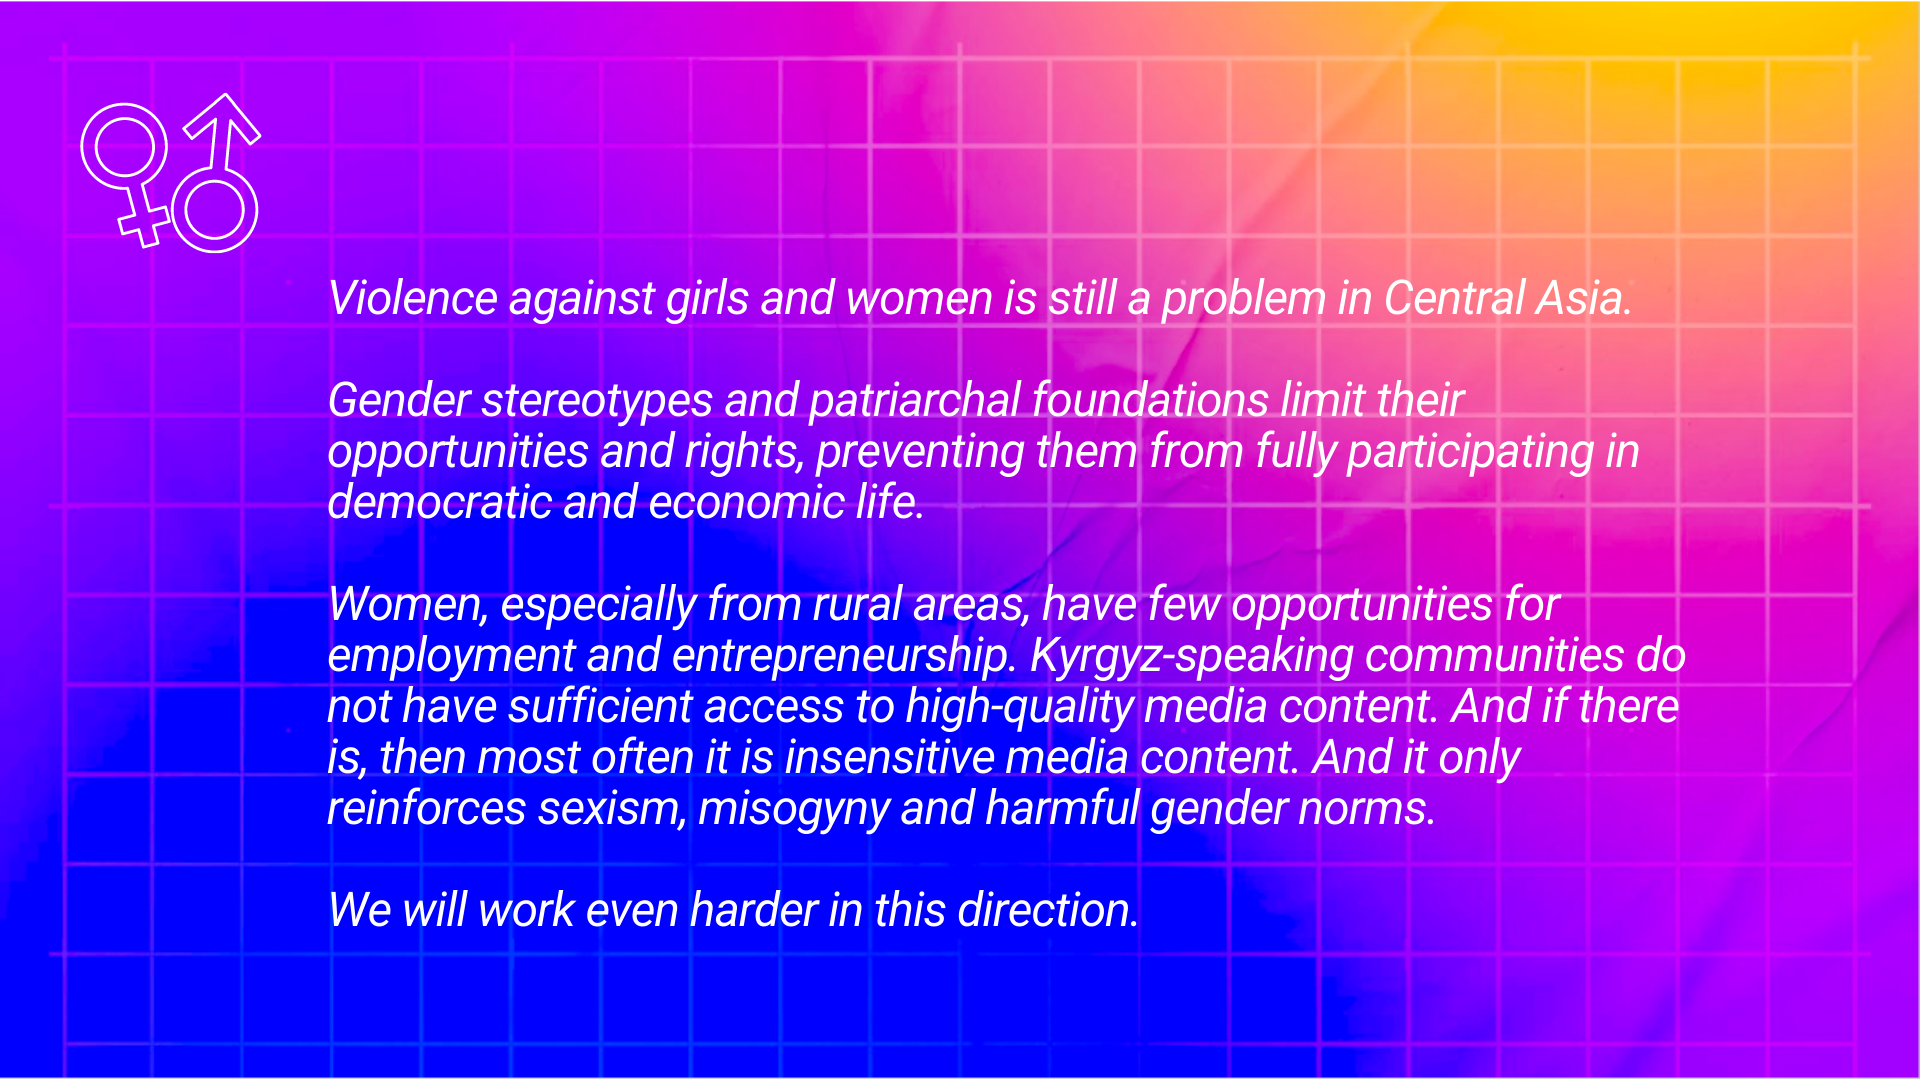 Violence against girls and women is still a problem in Central Asia.
Gender stereotypes and patriarchal foundations limit their
opportunities and rights, preventing them from fully participating in
democratic and economic life.
Women, especially from rural areas, have few opportunities for
employment and entrepreneurship. Kyrgyz-speaking communities do
not have sufficient access to high-quality media content. And if there
is, then most often it is insensitive media content. And it only
reinforces sexism, misogyny and harmful gender norms.
We will work even harder in this direction.